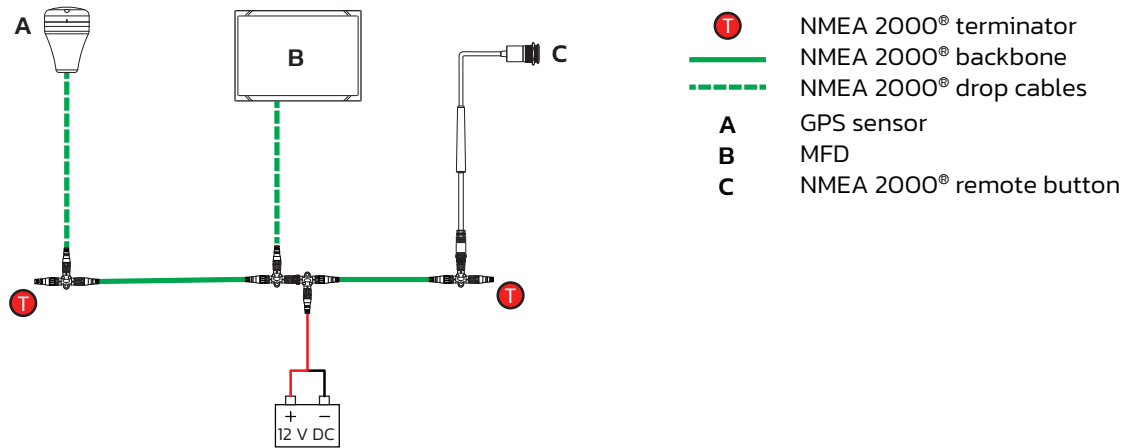 A
B
C
T
T
+ −
12 V DC
T NMEA 2000® terminator
NMEA 2000® backbone
NMEA 2000® drop cables
A GPS sensor
B MFD
C NMEA 2000® remote button